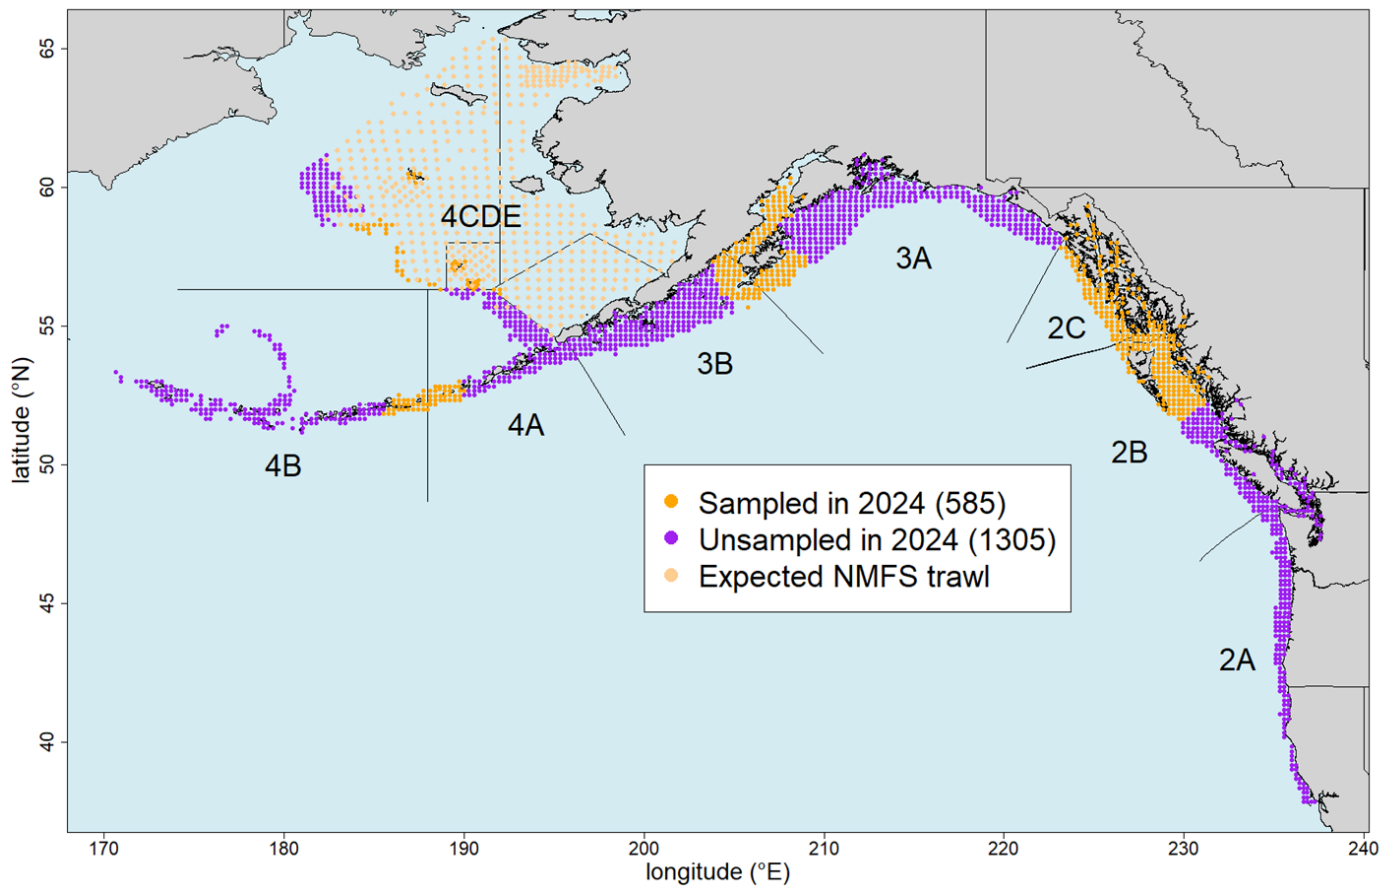 65
60
55
50
45
40
latitude (°N)
4CDE
3A
2C
3B
4A
4B
2B
2A
Sampled in 2024 (585)
Unsampled in 2024 (1305)
Expected NMFS trawl
170
180
190
200
210
220
230
240
longitude (°E)